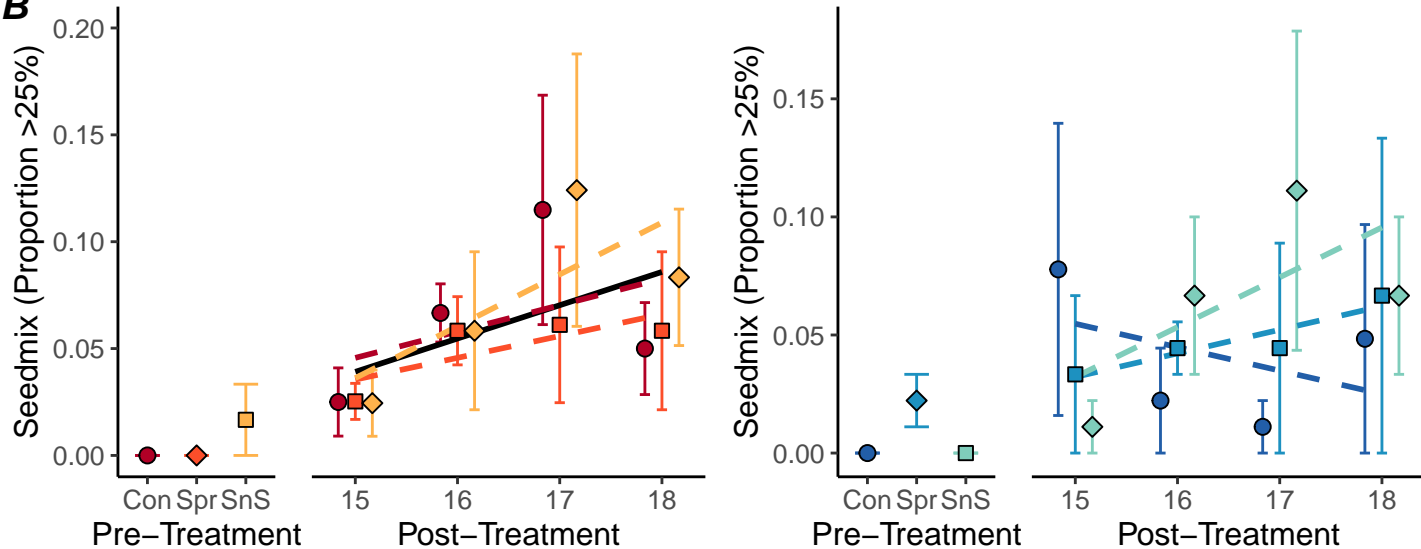 B
Seedmix (Proportion >25%)
0.20
0.15
0.10
0.05
0.00
Con Spr SnS
Pre−Treatment
15 16 17 18
Post−Treatment
Seedmix (Proportion >25%)
0.15
0.10
0.05
0.00
Con Spr SnS
Pre−Treatment
15 16 17 18
Post−Treatment